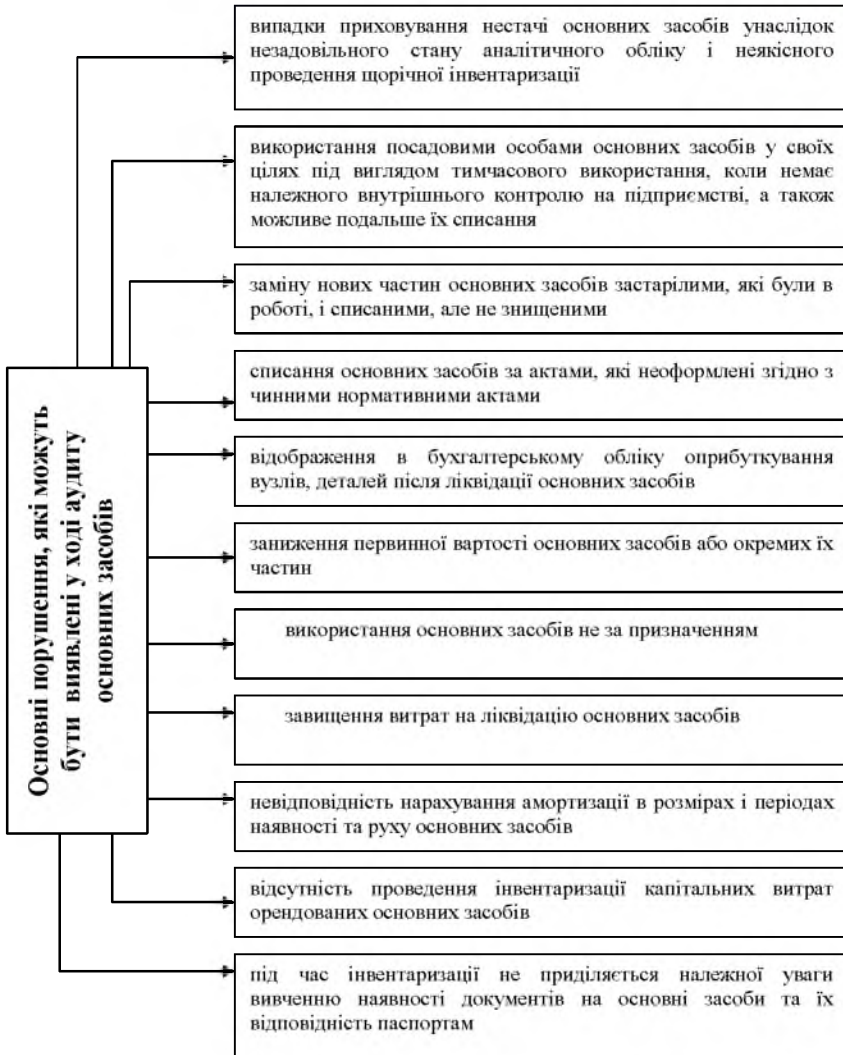 випадки приховування нестачі основних засобів унаслідок
незадовільного стану аналітичного обліку і неякісного
проведення щорічної інвентаризації
використання посадовими особами основних засобів у своїх
цілях під виглядом тимчасового використання, коли немає
належного внутрішнього контролю на підприємстві, а також
можливе подальше їх списання
заміну нових частин основних засобів застарілими, які були в
роботі, і списаними, але не знищеними
списання основних засобів за актами, які неоформлені згідно з
чинними нормативними актами
Основні порушення, які можуть
бути виявлені у ході аудиту
основних засобів
відображення в бухгалтерському обліку оприбуткування
вузлів, деталей після ліквідації основних засобів
заниження первинної вартості основних засобів або окремих їх
частин
використання основних засобів не за призначенням
завищення витрат на ліквідацію основних засобів
невідповідність нарахування амортизації в розмірах і періодах
наявності та руху основних засобів
відсутність проведення інвентаризації капітальних витрат
орендованих основних засобів
під час інвентаризації не приділяється належної уваги
вивченню наявності документів на основні засоби та їх
відповідність паспортам